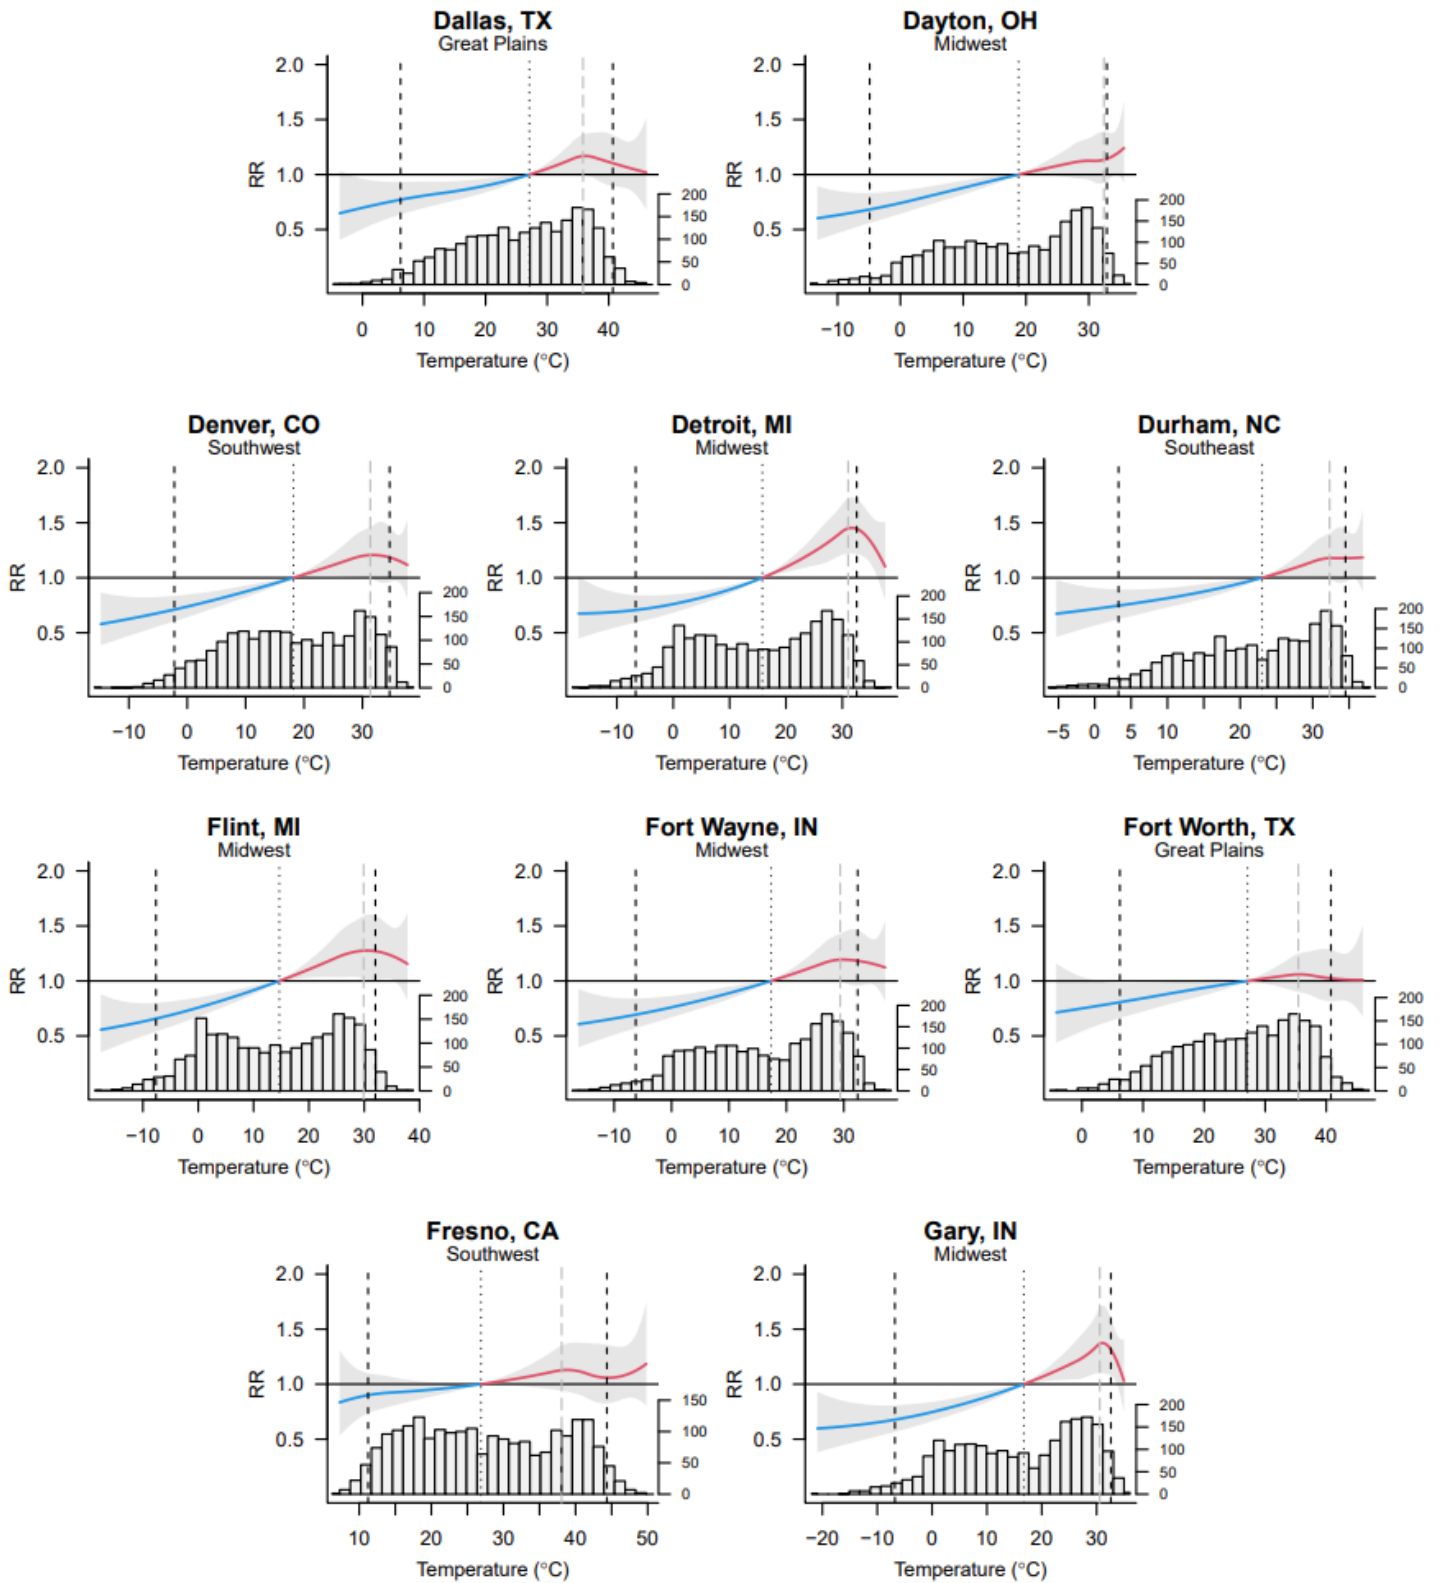 Dallas, TX
Great Plains
RR
2.0
1.5
1.0
0.5
200
150
100
50
0
0 10 20 30 40
Temperature (°C)
Dayton, OH
Midwest
RR
2.0
1.5
1.0
0.5
200
150
100
50
0
−10 0 10 20 30
Temperature (°C)
Denver, CO
Southwest
RR
2.0
1.5
1.0
0.5
200
150
100
50
0
−10 0 10 20 30
Temperature (°C)
Detroit, MI
Midwest
RR
2.0
1.5
1.0
0.5
200
150
100
50
0
−10 0 10 20 30
Temperature (°C)
Durham, NC
Southeast
RR
2.0
1.5
1.0
0.5
200
150
100
50
0
−5 0 5 10 20 30
Temperature (°C)
Flint, MI
Midwest
RR
2.0
1.5
1.0
0.5
200
150
100
50
0
−10 0 10 20 30 40
Temperature (°C)
Fort Wayne, IN
Midwest
RR
2.0
1.5
1.0
0.5
200
150
100
50
0
−10 0 10 20 30
Temperature (°C)
Fort Worth, TX
Great Plains
RR
2.0
1.5
1.0
0.5
200
150
100
50
0
0 10 20 30 40
Temperature (°C)
Fresno, CA
Southwest
RR
2.0
1.5
1.0
0.5
150
100
50
0
10 20 30 40 50
Temperature (°C)
Gary, IN
Midwest
RR
2.0
1.5
1.0
0.5
200
150
100
50
0
−20 −10 0 10 20 30
Temperature (°C)